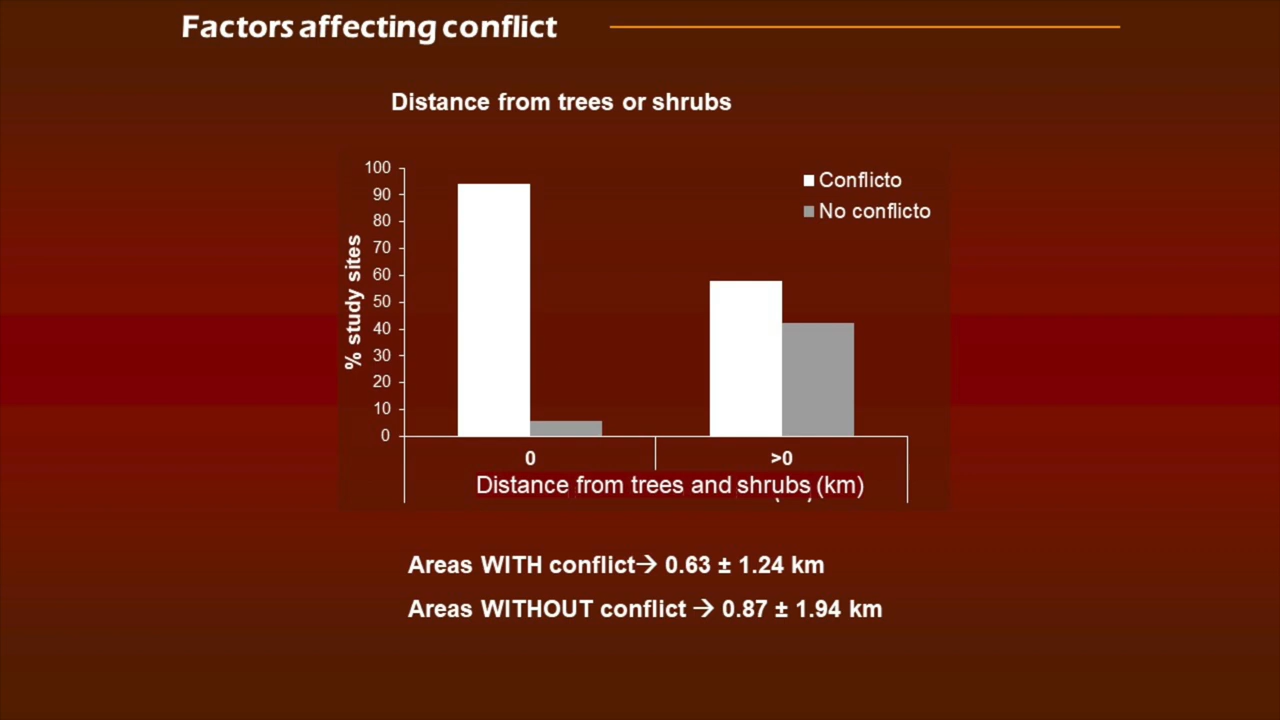 Factors affecting conflict
Distance from trees or shrubs
100
90
80
70
60
50
40
30
20
10
0
% study sites
Conflicto
No conflicto
0
>0
Distance from trees and shrubs (km)
Areas WITH conflict→ 0.63 ± 1.24 km
Areas WITHOUT conflict → 0.87 ± 1.94 km